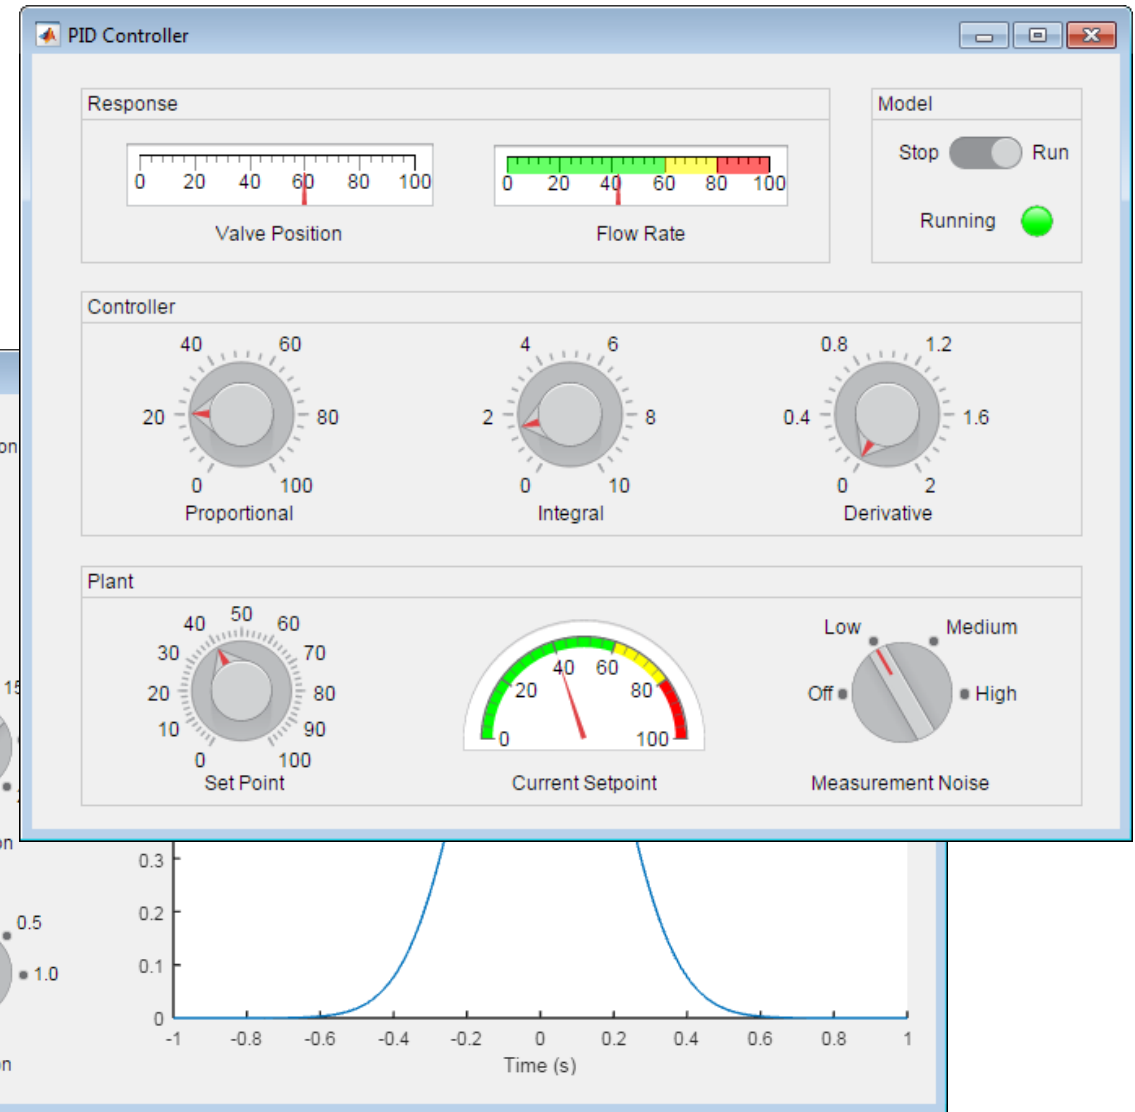 PID Controller
Response
Model
0 20 40 60 80 100
Valve Position
0 20 40 60 80 100
Flow Rate
Stop Run
Running
Controller
0 20 40 60 80 100
Proportional
0 2 4 6 8 10
Integral
0 0.4 0.8 1.2 1.6 2
Derivative
Plant
0 10 20 30 40 50 60 70 80 90 100
Set Point
0 20 40 60 80 100
Current Setpoint
Off Low Medium High
Measurement Noise
0.5
1.0
0.3
0.2
0.1
0
-1 -0.8 -0.6 -0.4 -0.2 0 0.2 0.4 0.6 0.8 1
Time (s)